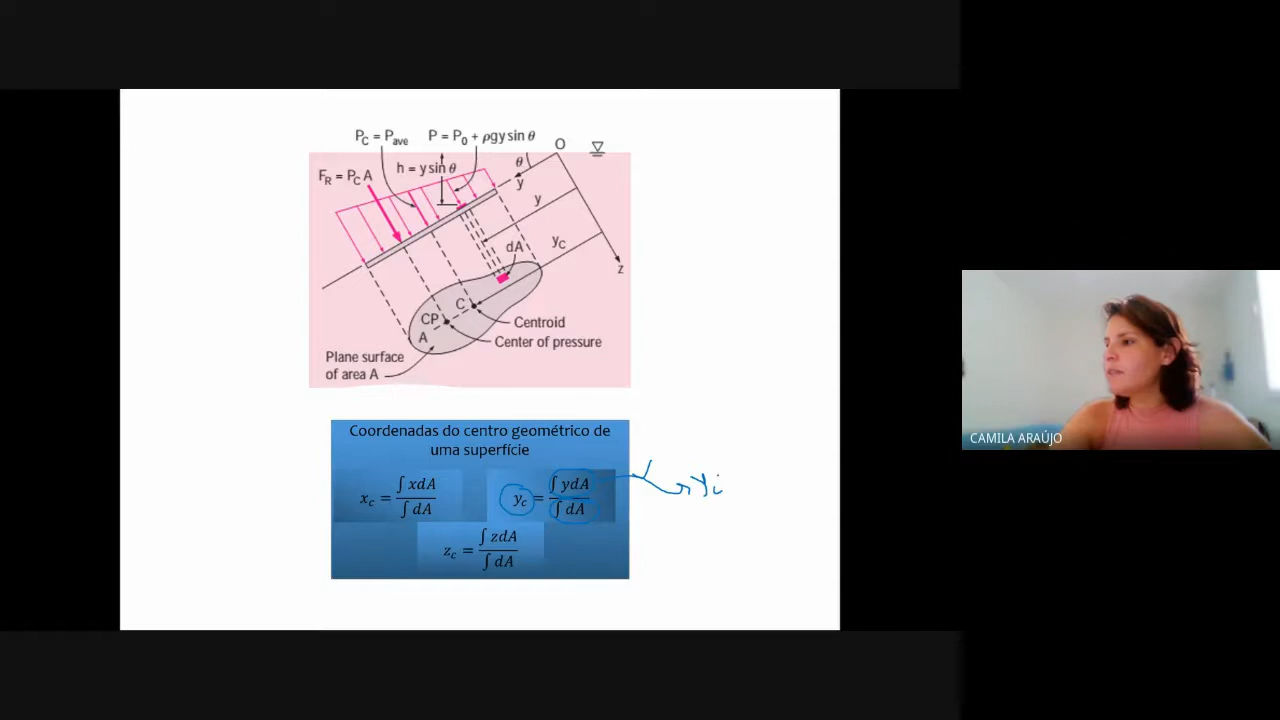 P_C = P_ave P = P_0 + ρgy sin θ O
h = y sin θ θ
F_R = P_C A y
y
y_C
dA
z
C
CP
A
Centroid
Center of pressure
Plane surface
of area A
Coordenadas do centro geométrico de
uma superfície
x_c = ∫ xdA / ∫ dA y_c = ∫ ydA / ∫ dA yi
z_c = ∫ zdA / ∫ dA
CAMILA ARAÚJO